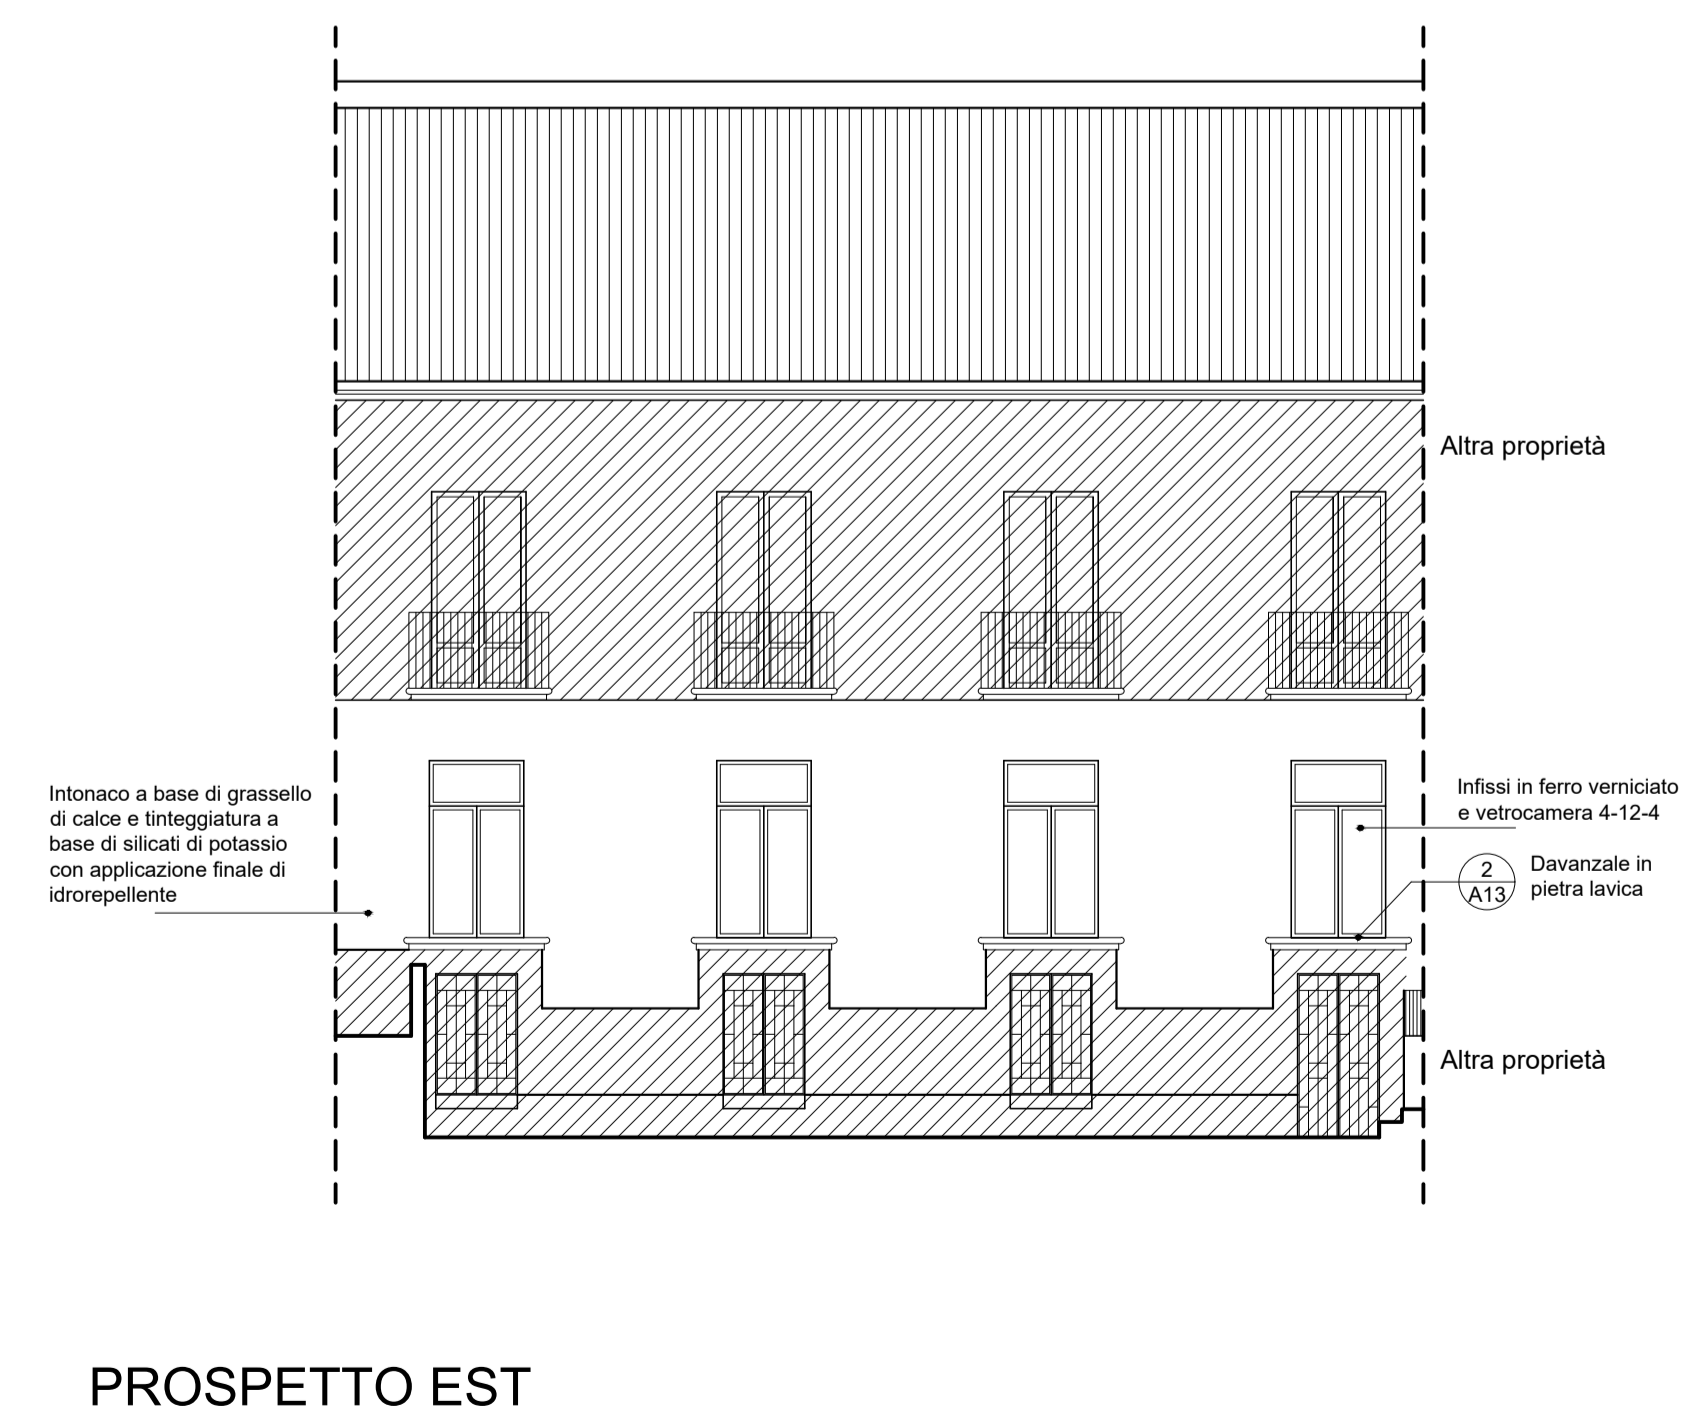 Altra proprietà
Intonaco a base di grassello
di calce e tinteggiatura a
base di silicati di potassio
con applicazione finale di
idrorepellente
Infissi in ferro verniciato
e vetrocamera 4-12-4
2
A13
Davanzale in
pietra lavica
Altra proprietà
PROSPETTO EST